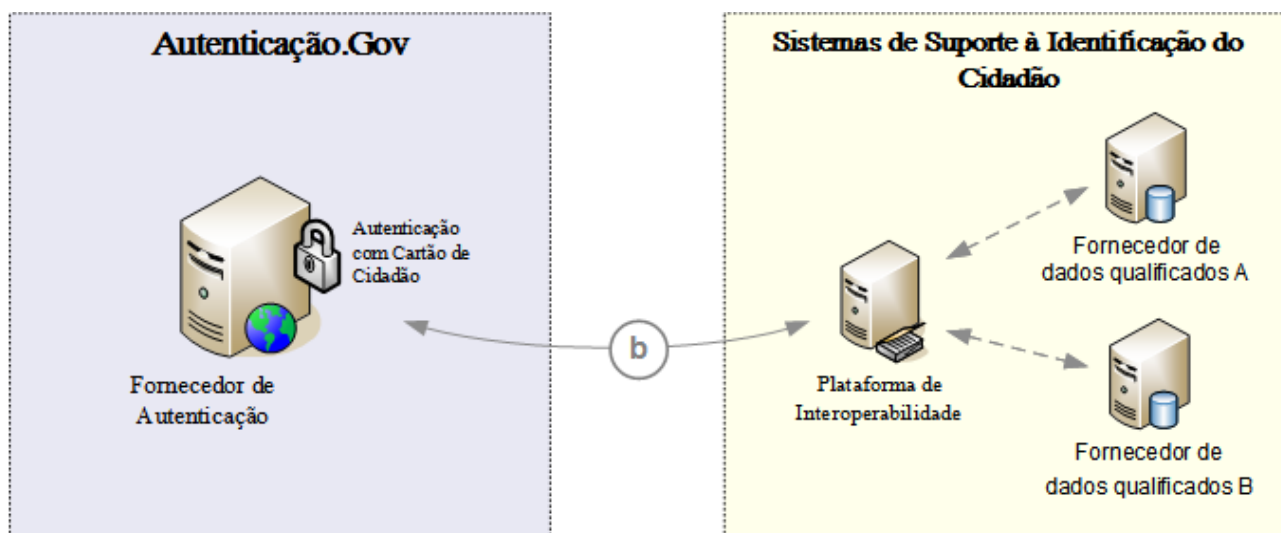 Autenticação.Gov
Autenticação
com Cartão de
Cidadão
Fornecedor de
Autenticação
b
Sistemas de Suporte à Identificação do
Cidadão
Fornecedor de
dados qualificados A
Plataforma de
Interoperabilidade
Fornecedor de
dados qualificados B